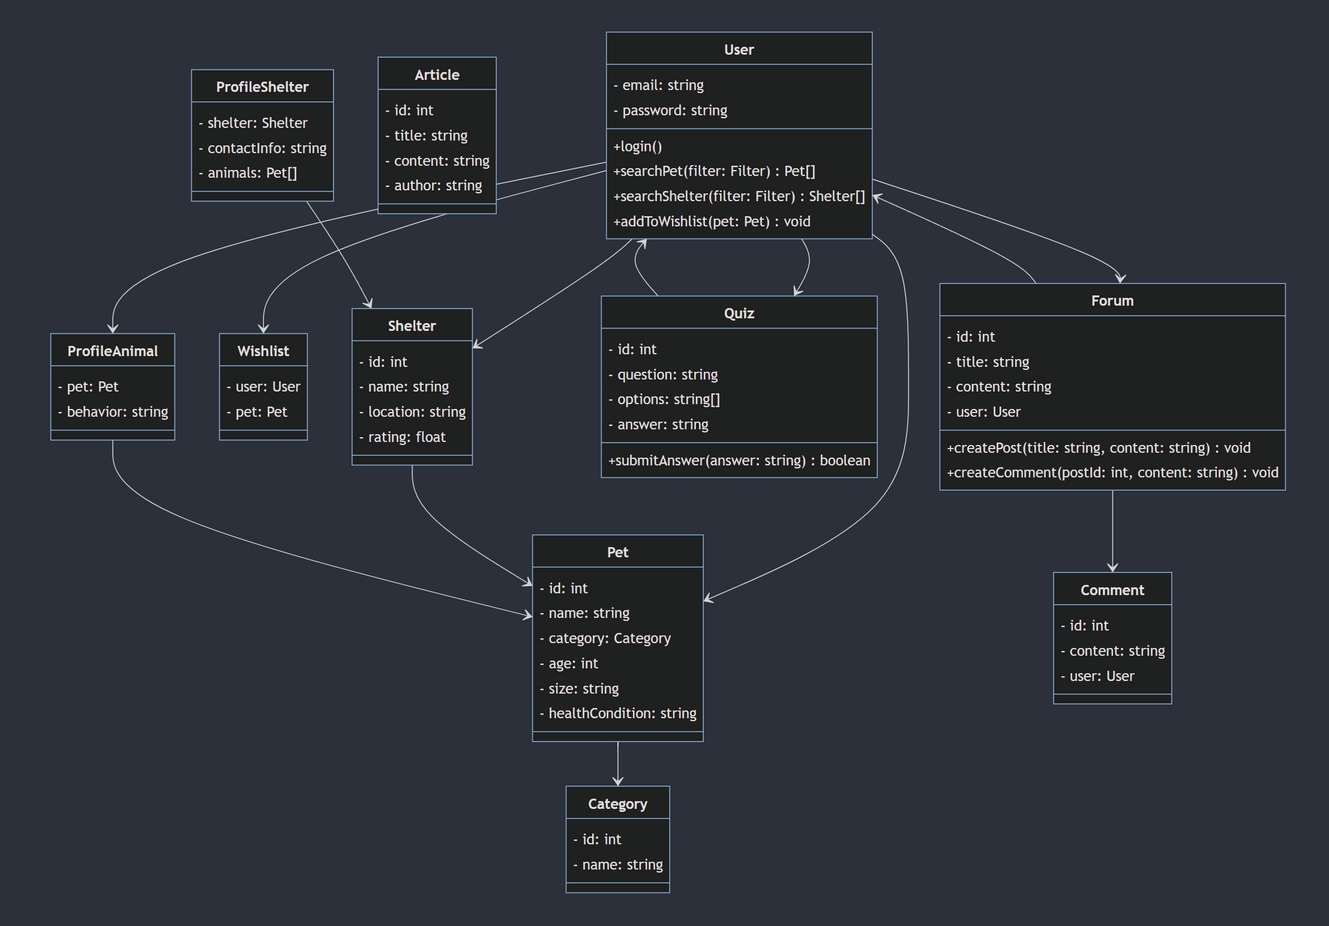 User
- email: string
- password: string
+login()
+searchPet(filter: Filter) : Pet[]
+searchShelter(filter: Filter) : Shelter[]
+addToWishlist(pet: Pet) : void
Article
- id: int
- title: string
- content: string
- author: string
ProfileShelter
- shelter: Shelter
- contactInfo: string
- animals: Pet[]
ProfileAnimal
- pet: Pet
- behavior: string
Wishlist
- user: User
- pet: Pet
Shelter
- id: int
- name: string
- location: string
- rating: float
Quiz
- id: int
- question: string
- options: string[]
- answer: string
+submitAnswer(answer: string) : boolean
Forum
- id: int
- title: string
- content: string
- user: User
+createPost(title: string, content: string) : void
+createComment(postId: int, content: string) : void
Pet
- id: int
- name: string
- category: Category
- age: int
- size: string
- healthCondition: string
Comment
- id: int
- content: string
- user: User
Category
- id: int
- name: string